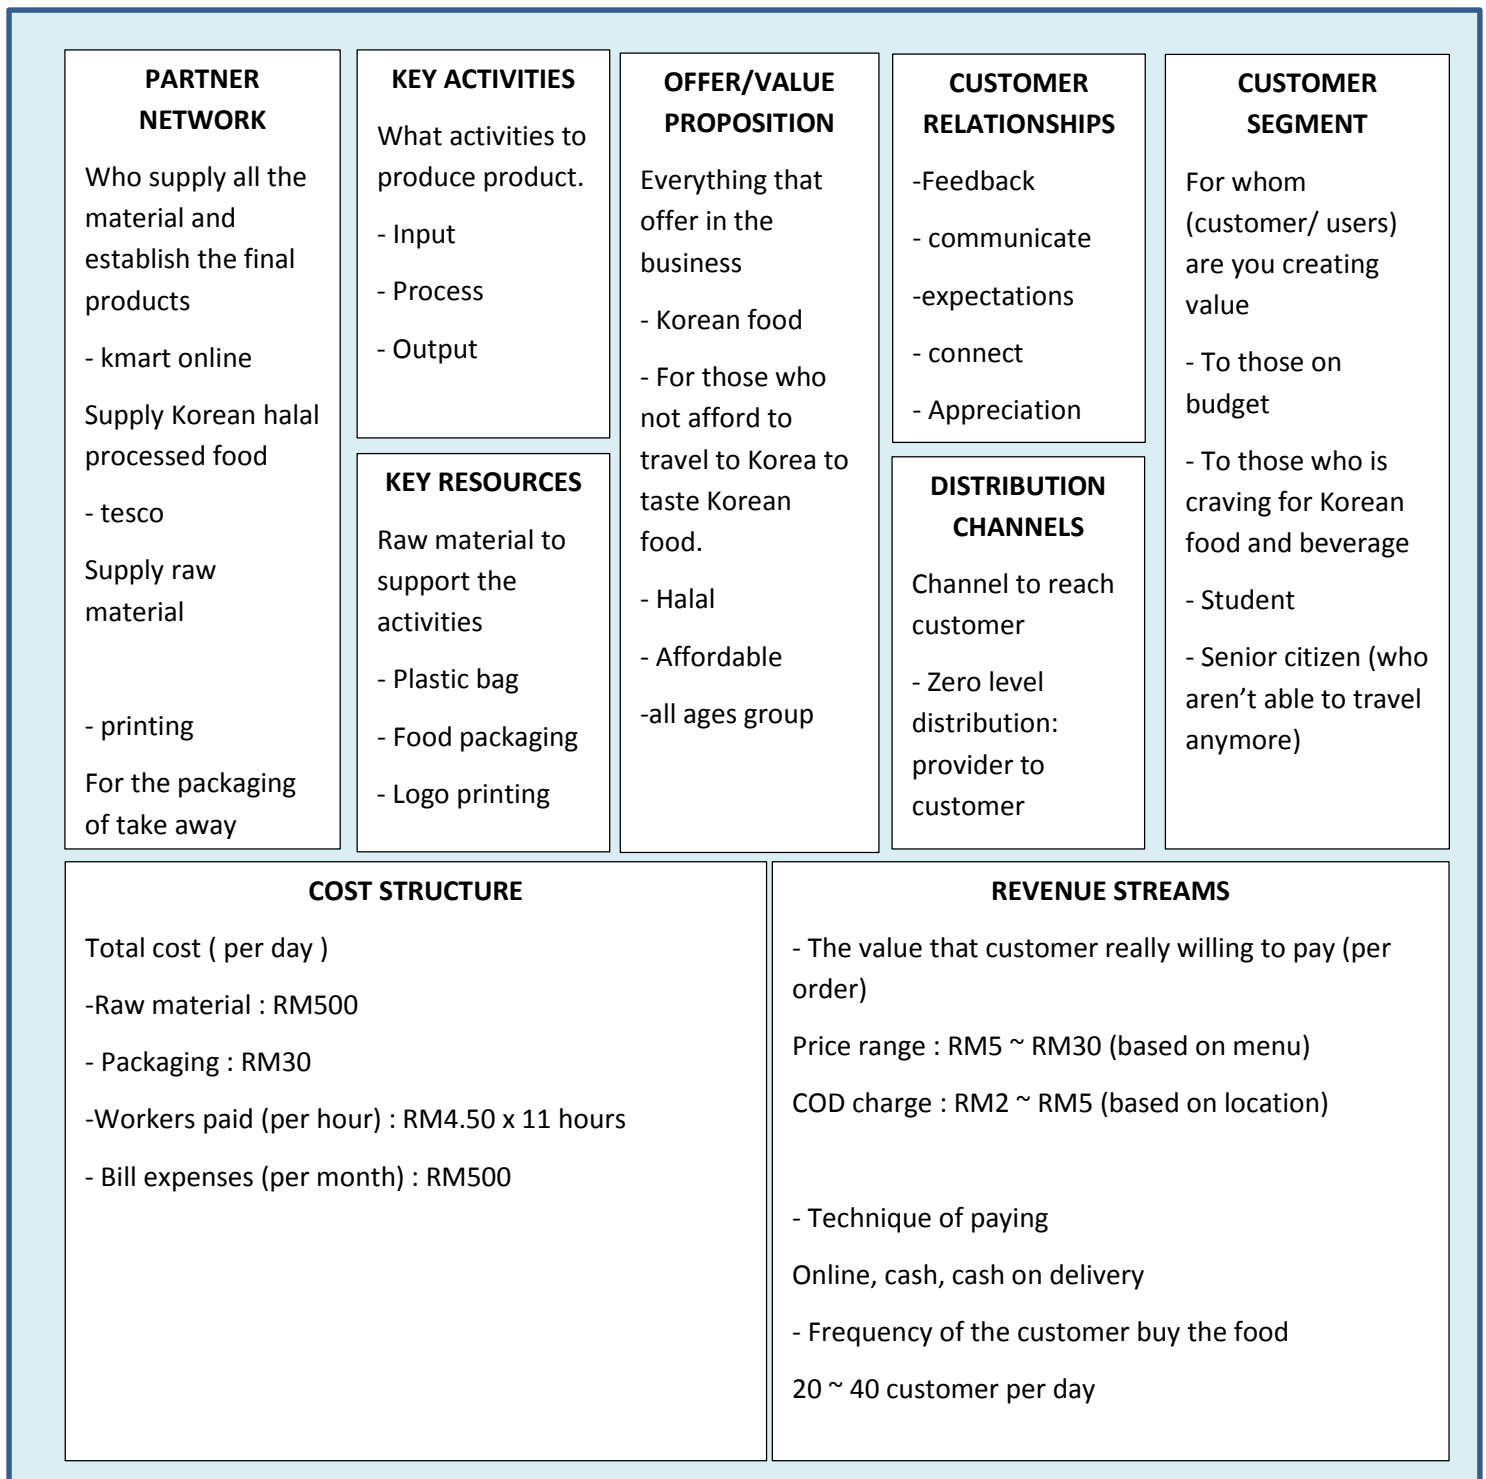 PARTNER
NETWORK
Who supply all the
material and
establish the final
products
- kmart online
Supply Korean halal
processed food
- tesco
Supply raw
material
- printing
For the packaging
of take away
KEY ACTIVITIES
What activities to
produce product.
- Input
- Process
- Output
KEY RESOURCES
Raw material to
support the
activities
- Plastic bag
- Food packaging
- Logo printing
OFFER/VALUE
PROPOSITION
Everything that
offer in the
business
- Korean food
- For those who
not afford to
travel to Korea to
taste Korean
food.
- Halal
- Affordable
-all ages group
CUSTOMER
RELATIONSHIPS
-Feedback
- communicate
-expectations
- connect
- Appreciation
DISTRIBUTION
CHANNELS
Channel to reach
customer
- Zero level
distribution:
provider to
customer
CUSTOMER
SEGMENT
For whom
(customer/ users)
are you creating
value
- To those on
budget
- To those who is
craving for Korean
food and beverage
- Student
- Senior citizen (who
aren’t able to travel
anymore)
COST STRUCTURE
Total cost ( per day )
-Raw material : RM500
- Packaging : RM30
-Workers paid (per hour) : RM4.50 x 11 hours
- Bill expenses (per month) : RM500
REVENUE STREAMS
- The value that customer really willing to pay (per
order)
Price range : RM5 ~ RM30 (based on menu)
COD charge : RM2 ~ RM5 (based on location)
- Technique of paying
Online, cash, cash on delivery
- Frequency of the customer buy the food
20 ~ 40 customer per day